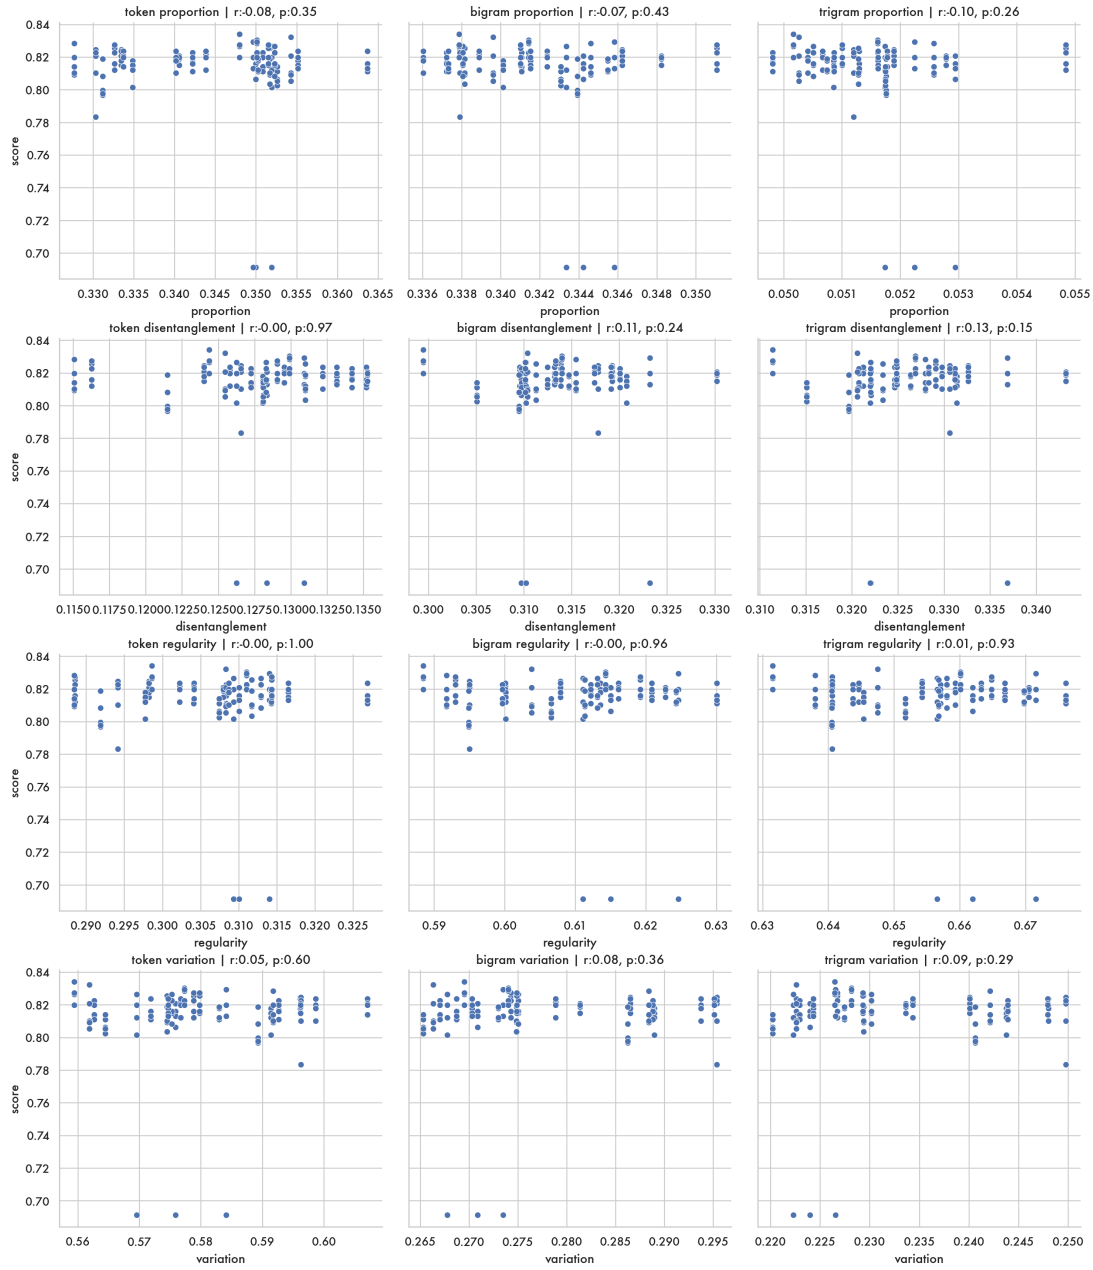 token proportion | r:-0.08, p:0.35
bigram proportion | r:-0.07, p:0.43
trigram proportion | r:-0.10, p:0.26
0.84
0.82
0.80
0.78
0.76
0.74
0.72
0.70
score
0.330 0.335 0.340 0.345 0.350 0.355 0.360 0.365
0.336 0.338 0.340 0.342 0.344 0.346 0.348 0.350
0.050 0.051 0.052 0.053 0.054 0.055
proportion
proportion
proportion
token disentanglement | r:-0.00, p:0.97
bigram disentanglement | r:0.11, p:0.24
trigram disentanglement | r:0.13, p:0.15
0.84
0.82
0.80
0.78
0.76
0.74
0.72
0.70
score
0.1150 0.1175 0.1200 0.1225 0.1250 0.1275 0.1300 0.1325 0.1350
0.300 0.305 0.310 0.315 0.320 0.325 0.330
0.310 0.315 0.320 0.325 0.330 0.335 0.340
disentanglement
disentanglement
disentanglement
token regularity | r:-0.00, p:1.00
bigram regularity | r:-0.00, p:0.96
trigram regularity | r:0.01, p:0.93
0.84
0.82
0.80
0.78
0.76
0.74
0.72
0.70
score
0.290 0.295 0.300 0.305 0.310 0.315 0.320 0.325
0.59 0.60 0.61 0.62 0.63
0.63 0.64 0.65 0.66 0.67
regularity
regularity
regularity
token variation | r:0.05, p:0.60
bigram variation | r:0.08, p:0.36
trigram variation | r:0.09, p:0.29
0.84
0.82
0.80
0.78
0.76
0.74
0.72
0.70
score
0.56 0.57 0.58 0.59 0.60
0.265 0.270 0.275 0.280 0.285 0.290 0.295
0.220 0.225 0.230 0.235 0.240 0.245 0.250
variation
variation
variation